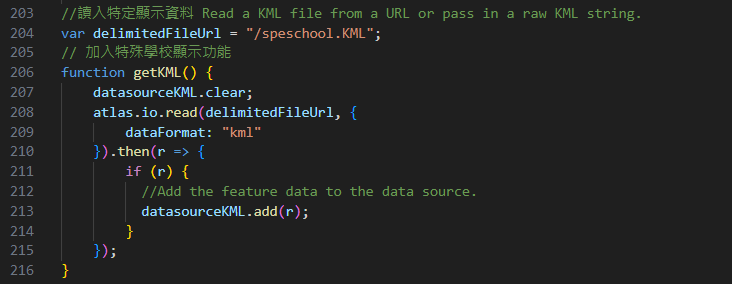 203 //讀入特定顯示資料 Read a KML file from a URL or pass in a raw KML string.
204 var delimitedFileUrl = "/speschool.KML";
205 // 加入特殊學校顯示功能
206 function getKML() {
207     datasourceKML.clear;
208     atlas.io.read(delimitedFileUrl, {
209         dataFormat: "kml"
210     }).then(r => {
211         if (r) {
212           //Add the feature data to the data source.
213           datasourceKML.add(r);
214         }
215     });
216 }